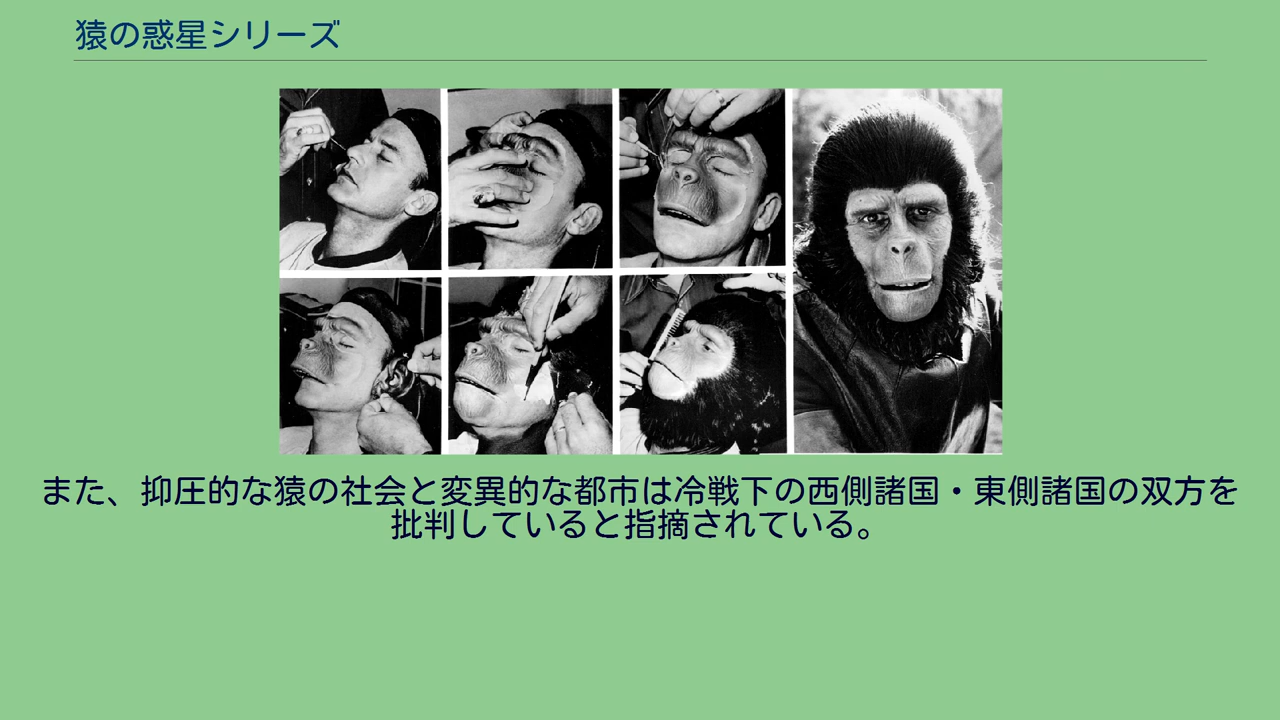 猿の惑星シリーズ
また、抑圧的な猿の社会と変異的な都市は冷戦下の西側諸国・東側諸国の双方を
批判していると指摘されている。